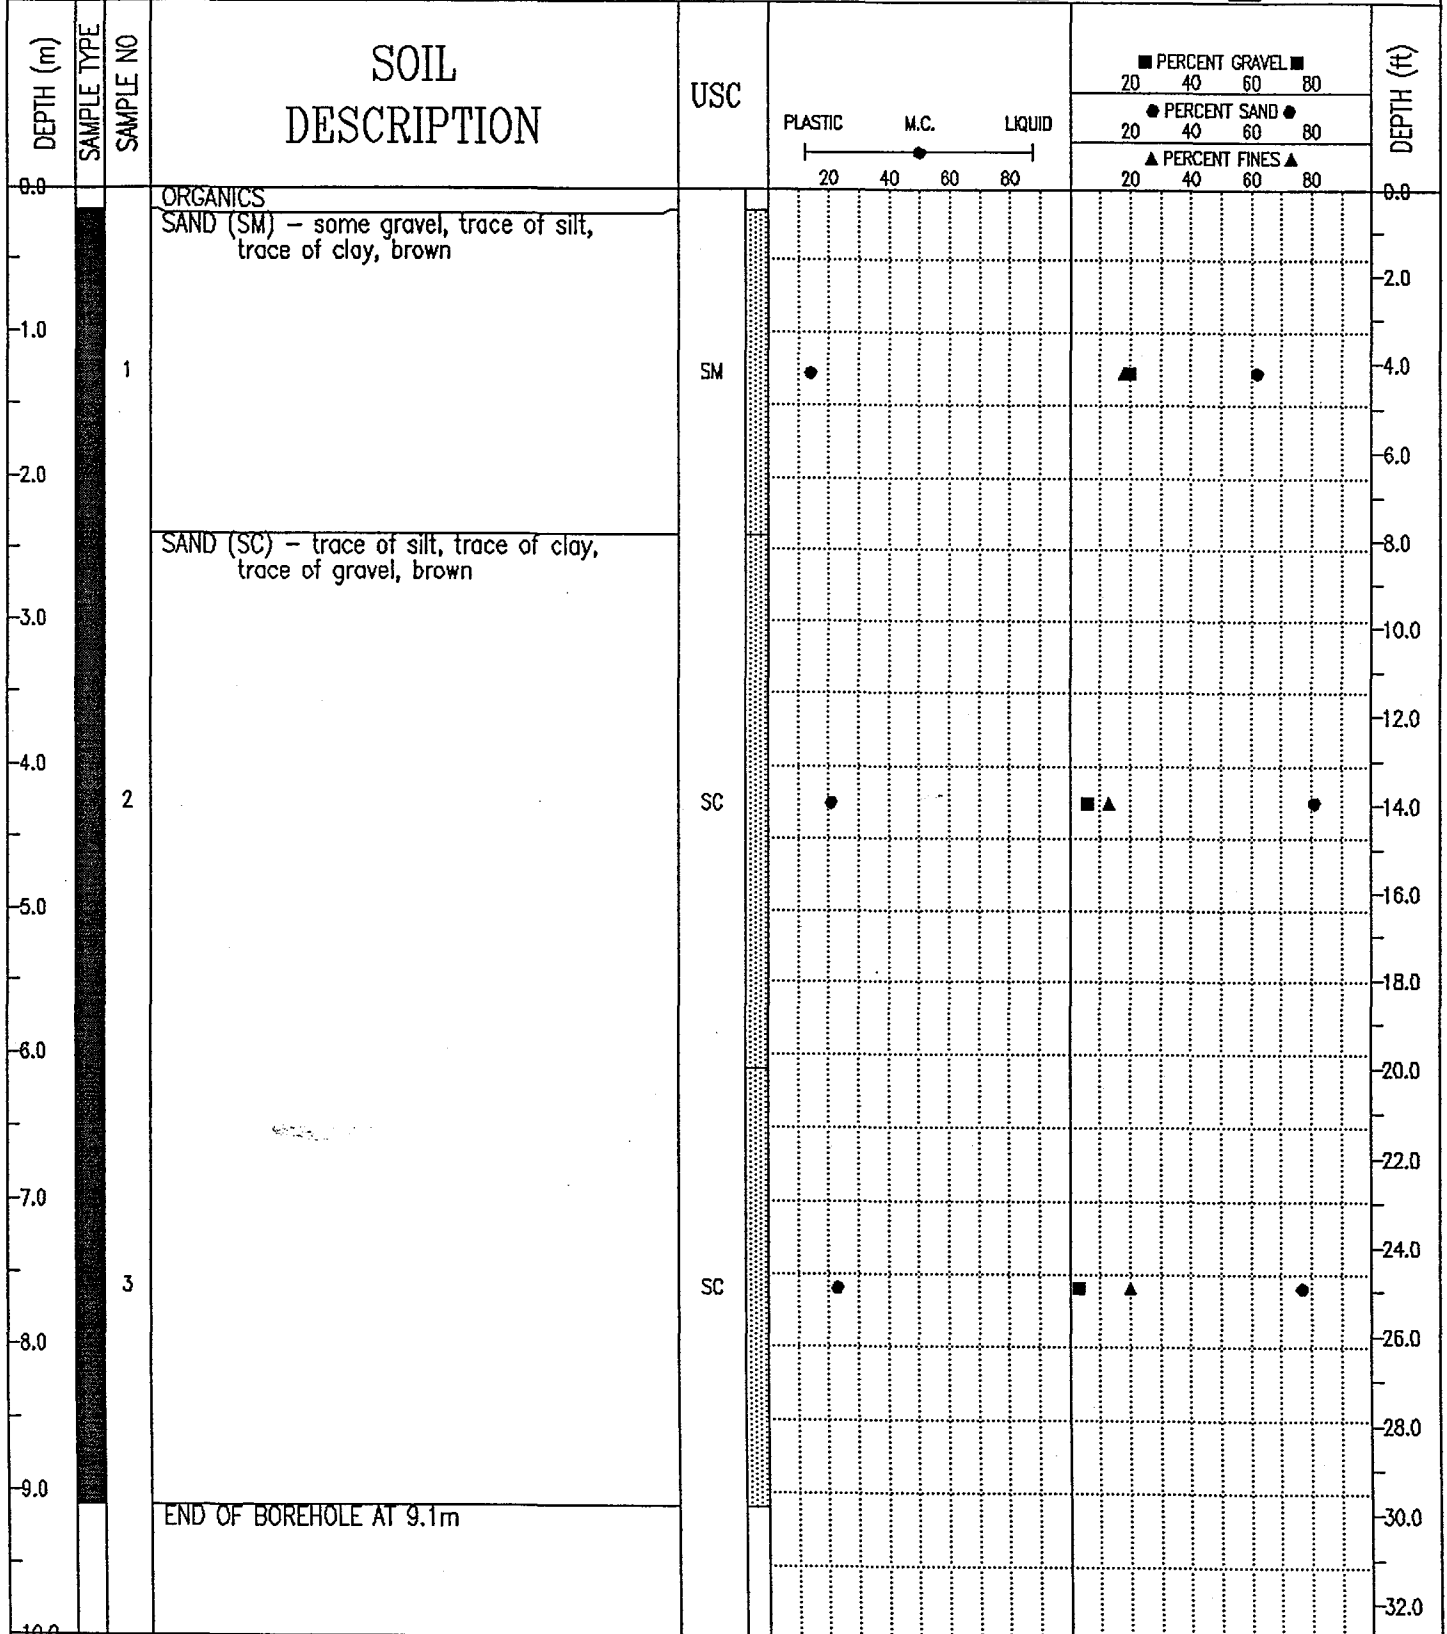 DEPTH (m)
SAMPLE TYPE
SAMPLE NO
SOIL
DESCRIPTION
USC
PLASTIC M.C. LIQUID
20 40 60 80
■ PERCENT GRAVEL ■
20 40 60 80
● PERCENT SAND ●
20 40 60 80
▲ PERCENT FINES ▲
20 40 60 80
DEPTH (ft)
0.0
ORGANICS
0.0
SAND (SM) – some gravel, trace of silt,
trace of clay, brown
2.0
1.0
1
SM
4.0
6.0
2.0
SAND (SC) – trace of silt, trace of clay,
trace of gravel, brown
8.0
3.0
10.0
12.0
4.0
2
SC
14.0
16.0
5.0
18.0
6.0
20.0
22.0
7.0
24.0
3
SC
8.0
26.0
28.0
9.0
END OF BOREHOLE AT 9.1m
30.0
32.0
10.0